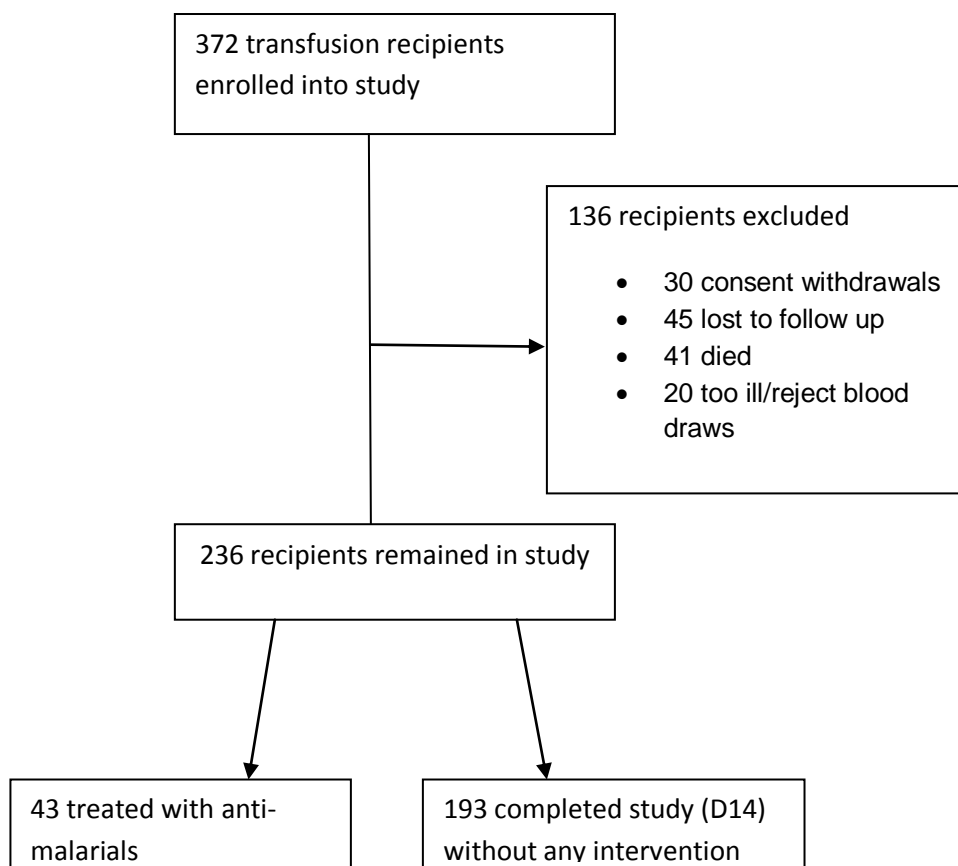 372 transfusion recipients
enrolled into study
136 recipients excluded
• 30 consent withdrawals
• 45 lost to follow up
• 41 died
• 20 too ill/reject blood
draws
236 recipients remained in study
43 treated with anti-
malarials
193 completed study (D14)
without any intervention